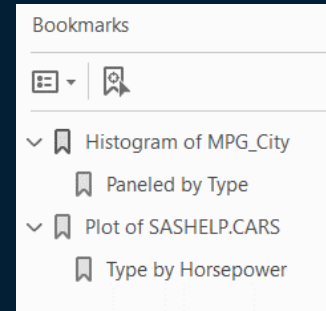 Bookmarks
Histogram of MPG_City
Paneled by Type
Plot of SASHELP.CARS
Type by Horsepower